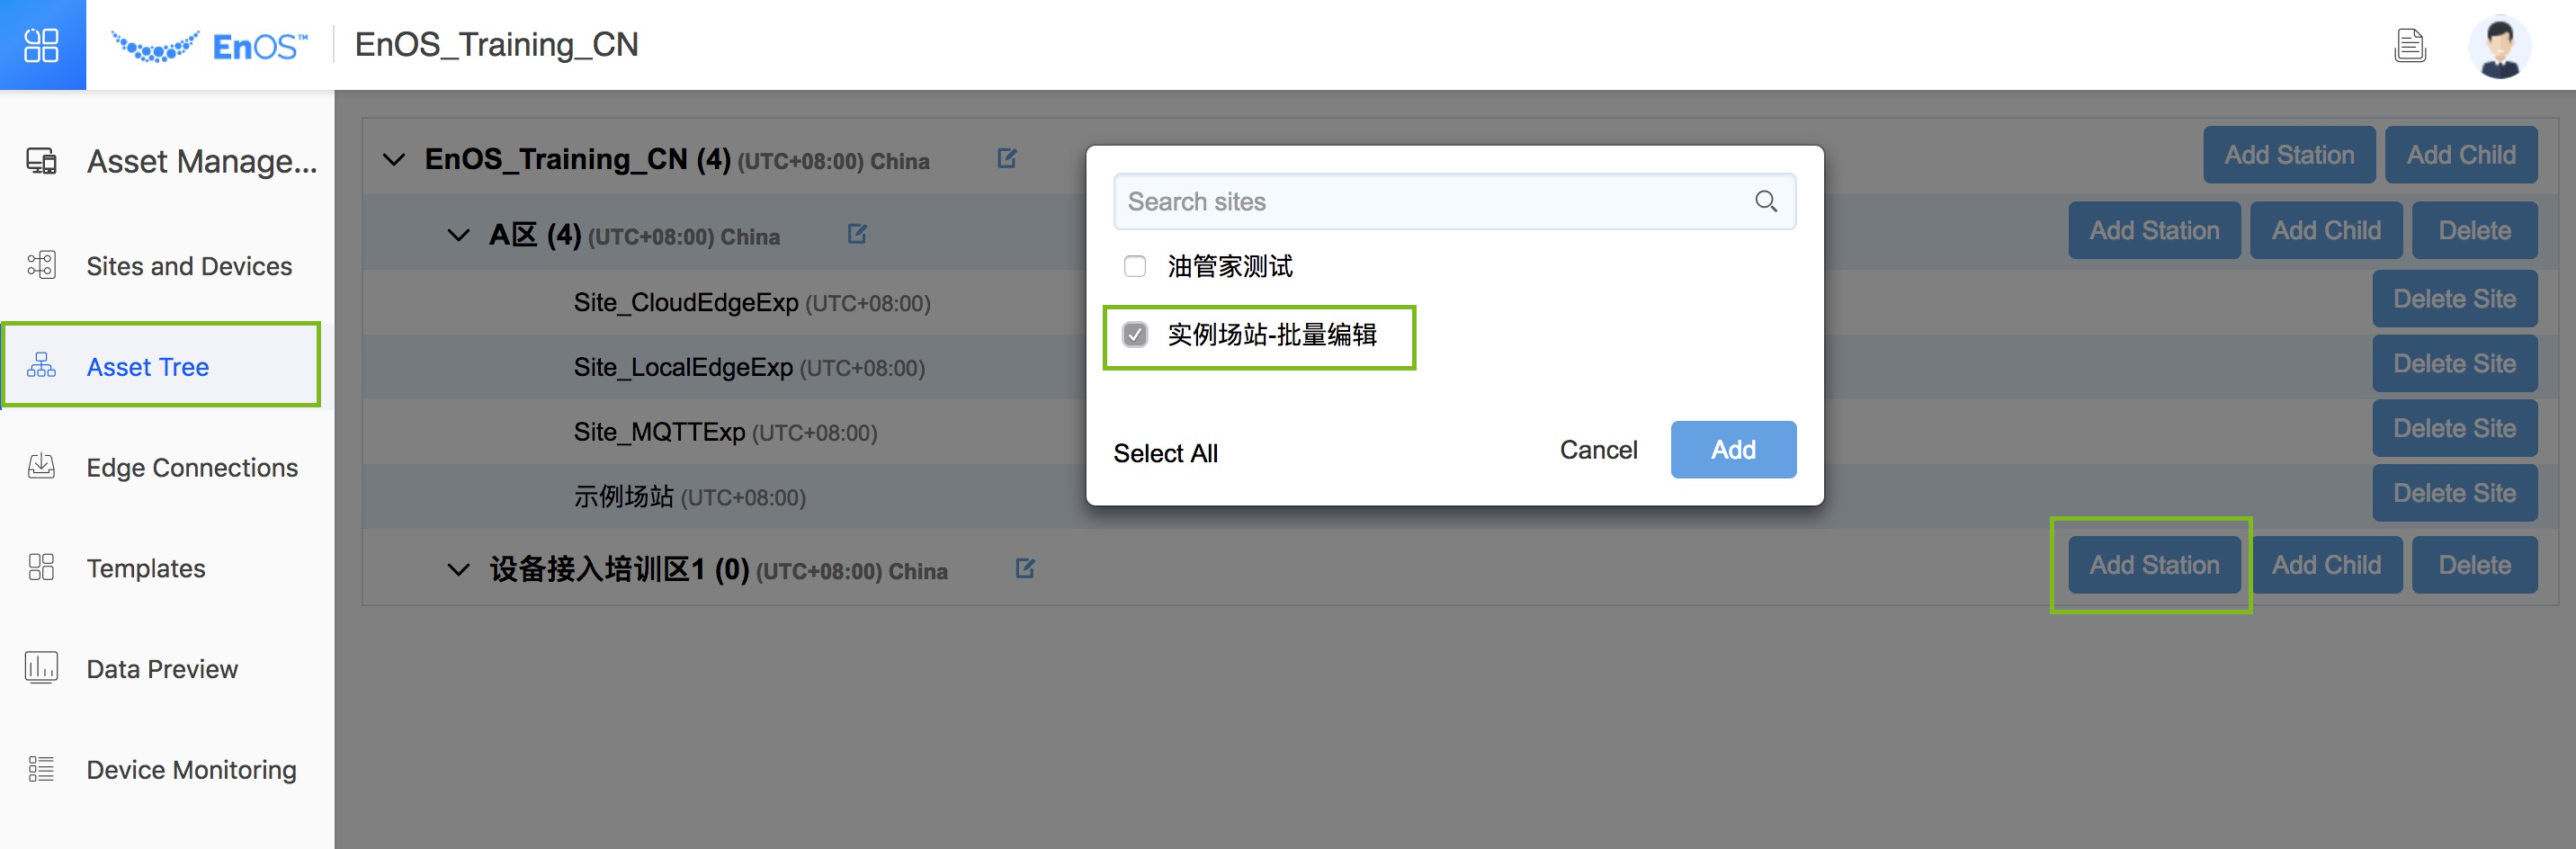 EnOS™ EnOS_Training_CN
Asset Manage...
Sites and Devices
Asset Tree
Edge Connections
Templates
Data Preview
Device Monitoring
EnOS_Training_CN (4) (UTC+08:00) China Add Station Add Child
A区 (4) (UTC+08:00) China Add Station Add Child Delete
Site_CloudEdgeExp (UTC+08:00) Delete Site
Site_LocalEdgeExp (UTC+08:00) Delete Site
Site_MQTTExp (UTC+08:00) Delete Site
示例场站 (UTC+08:00) Delete Site
设备接入培训区1 (0) (UTC+08:00) China Add Station Add Child Delete
Search sites
油管家测试
实例场站-批量编辑
Select All Cancel Add